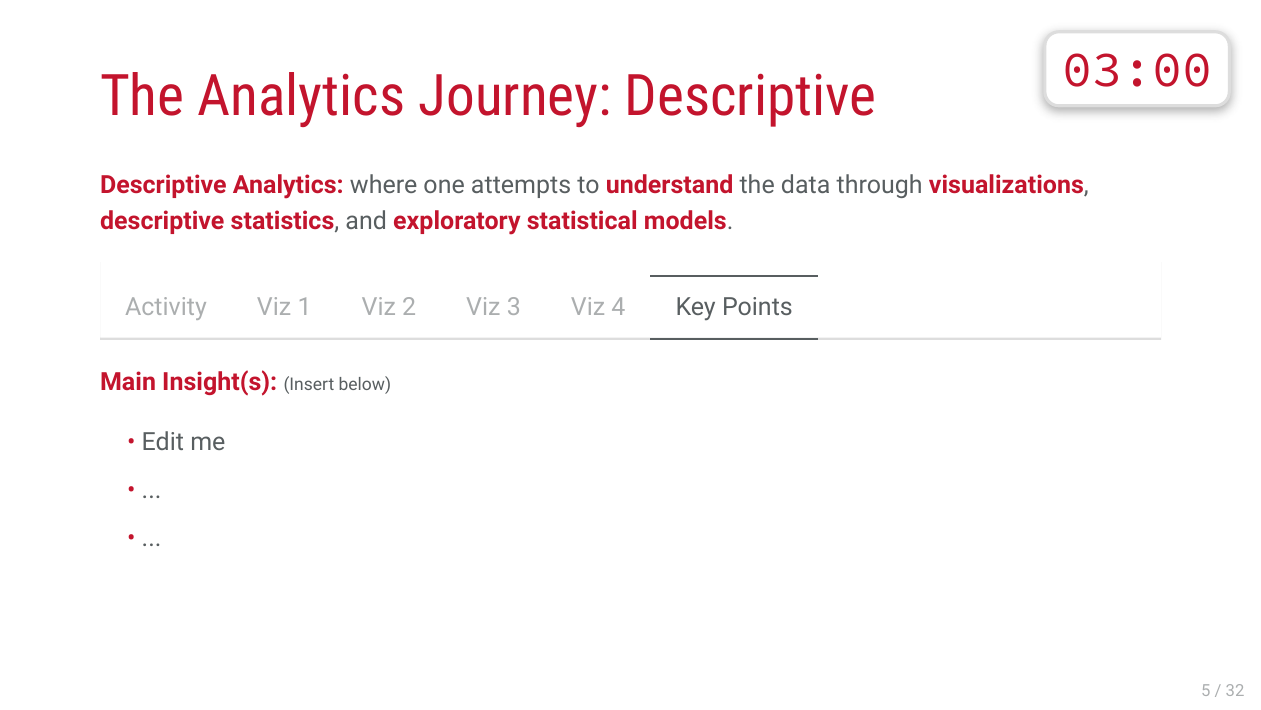 03:00
The Analytics Journey: Descriptive
Descriptive Analytics: where one attempts to understand the data through visualizations,
descriptive statistics, and exploratory statistical models.
Activity Viz 1 Viz 2 Viz 3 Viz 4 Key Points
Main Insight(s): (Insert below)
• Edit me
• ...
• ...
5 / 32